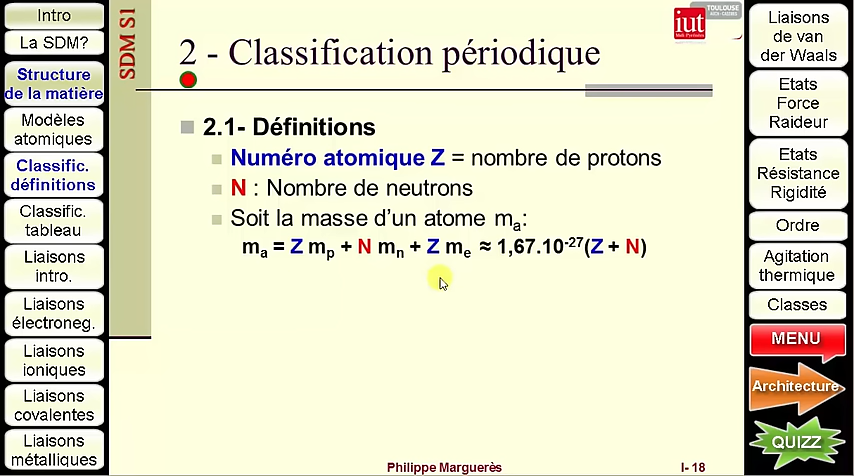 Intro
La SDM?
Structure
de la matière
Modèles
atomiques
Classific.
définitions
Classific.
tableau
Liaisons
intro.
Liaisons
électroneg.
Liaisons
ioniques
Liaisons
covalentes
Liaisons
métalliques
SDM S1
iut
TOULOUSE
2 - Classification périodique
2.1- Définitions
Numéro atomique Z = nombre de protons
N : Nombre de neutrons
Soit la masse d'un atome mₐ:
mₐ = Z mₚ + N mₙ + Z mₑ ≈ 1,67.10⁻²⁷(Z + N)
Philippe Marguerès
I- 18
Liaisons
de van
der Waals
Etats
Force
Raideur
Etats
Résistance
Rigidité
Ordre
Agitation
thermique
Classes
MENU
Architecture
QUIZZ